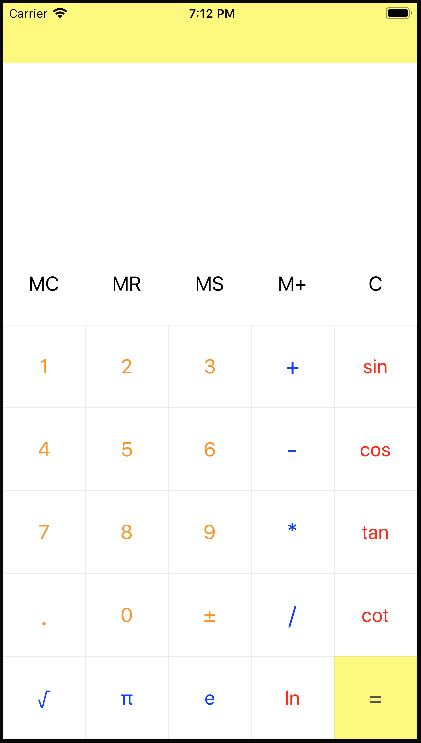 Carrier 7:12 PM
MC MR MS M+ C
1 2 3 + sin
4 5 6 - cos
7 8 9 * tan
. 0 ± / cot
√ π e ln =